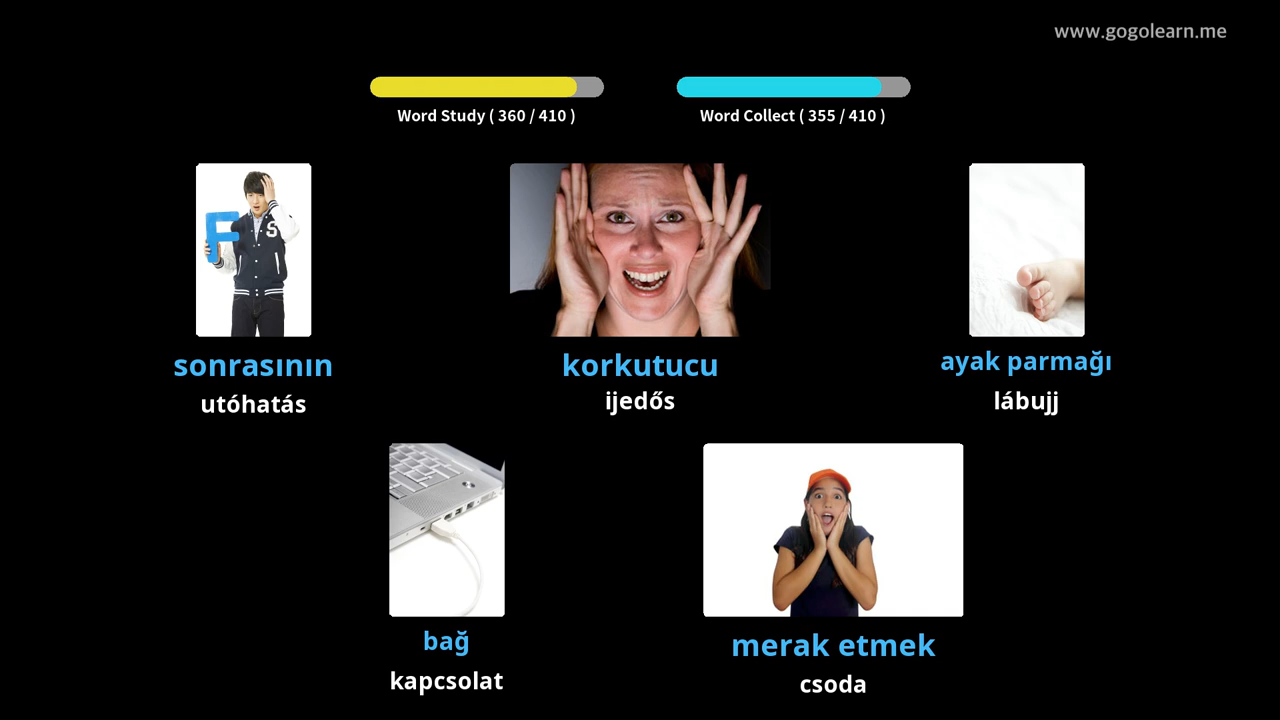 www.gogolearn.me
Word Study ( 360 / 410 )
Word Collect ( 355 / 410 )
F
S
sonrasının
utóhatás
korkutucu
ijedős
ayak parmağı
lábujj
bağ
kapcsolat
merak etmek
csoda